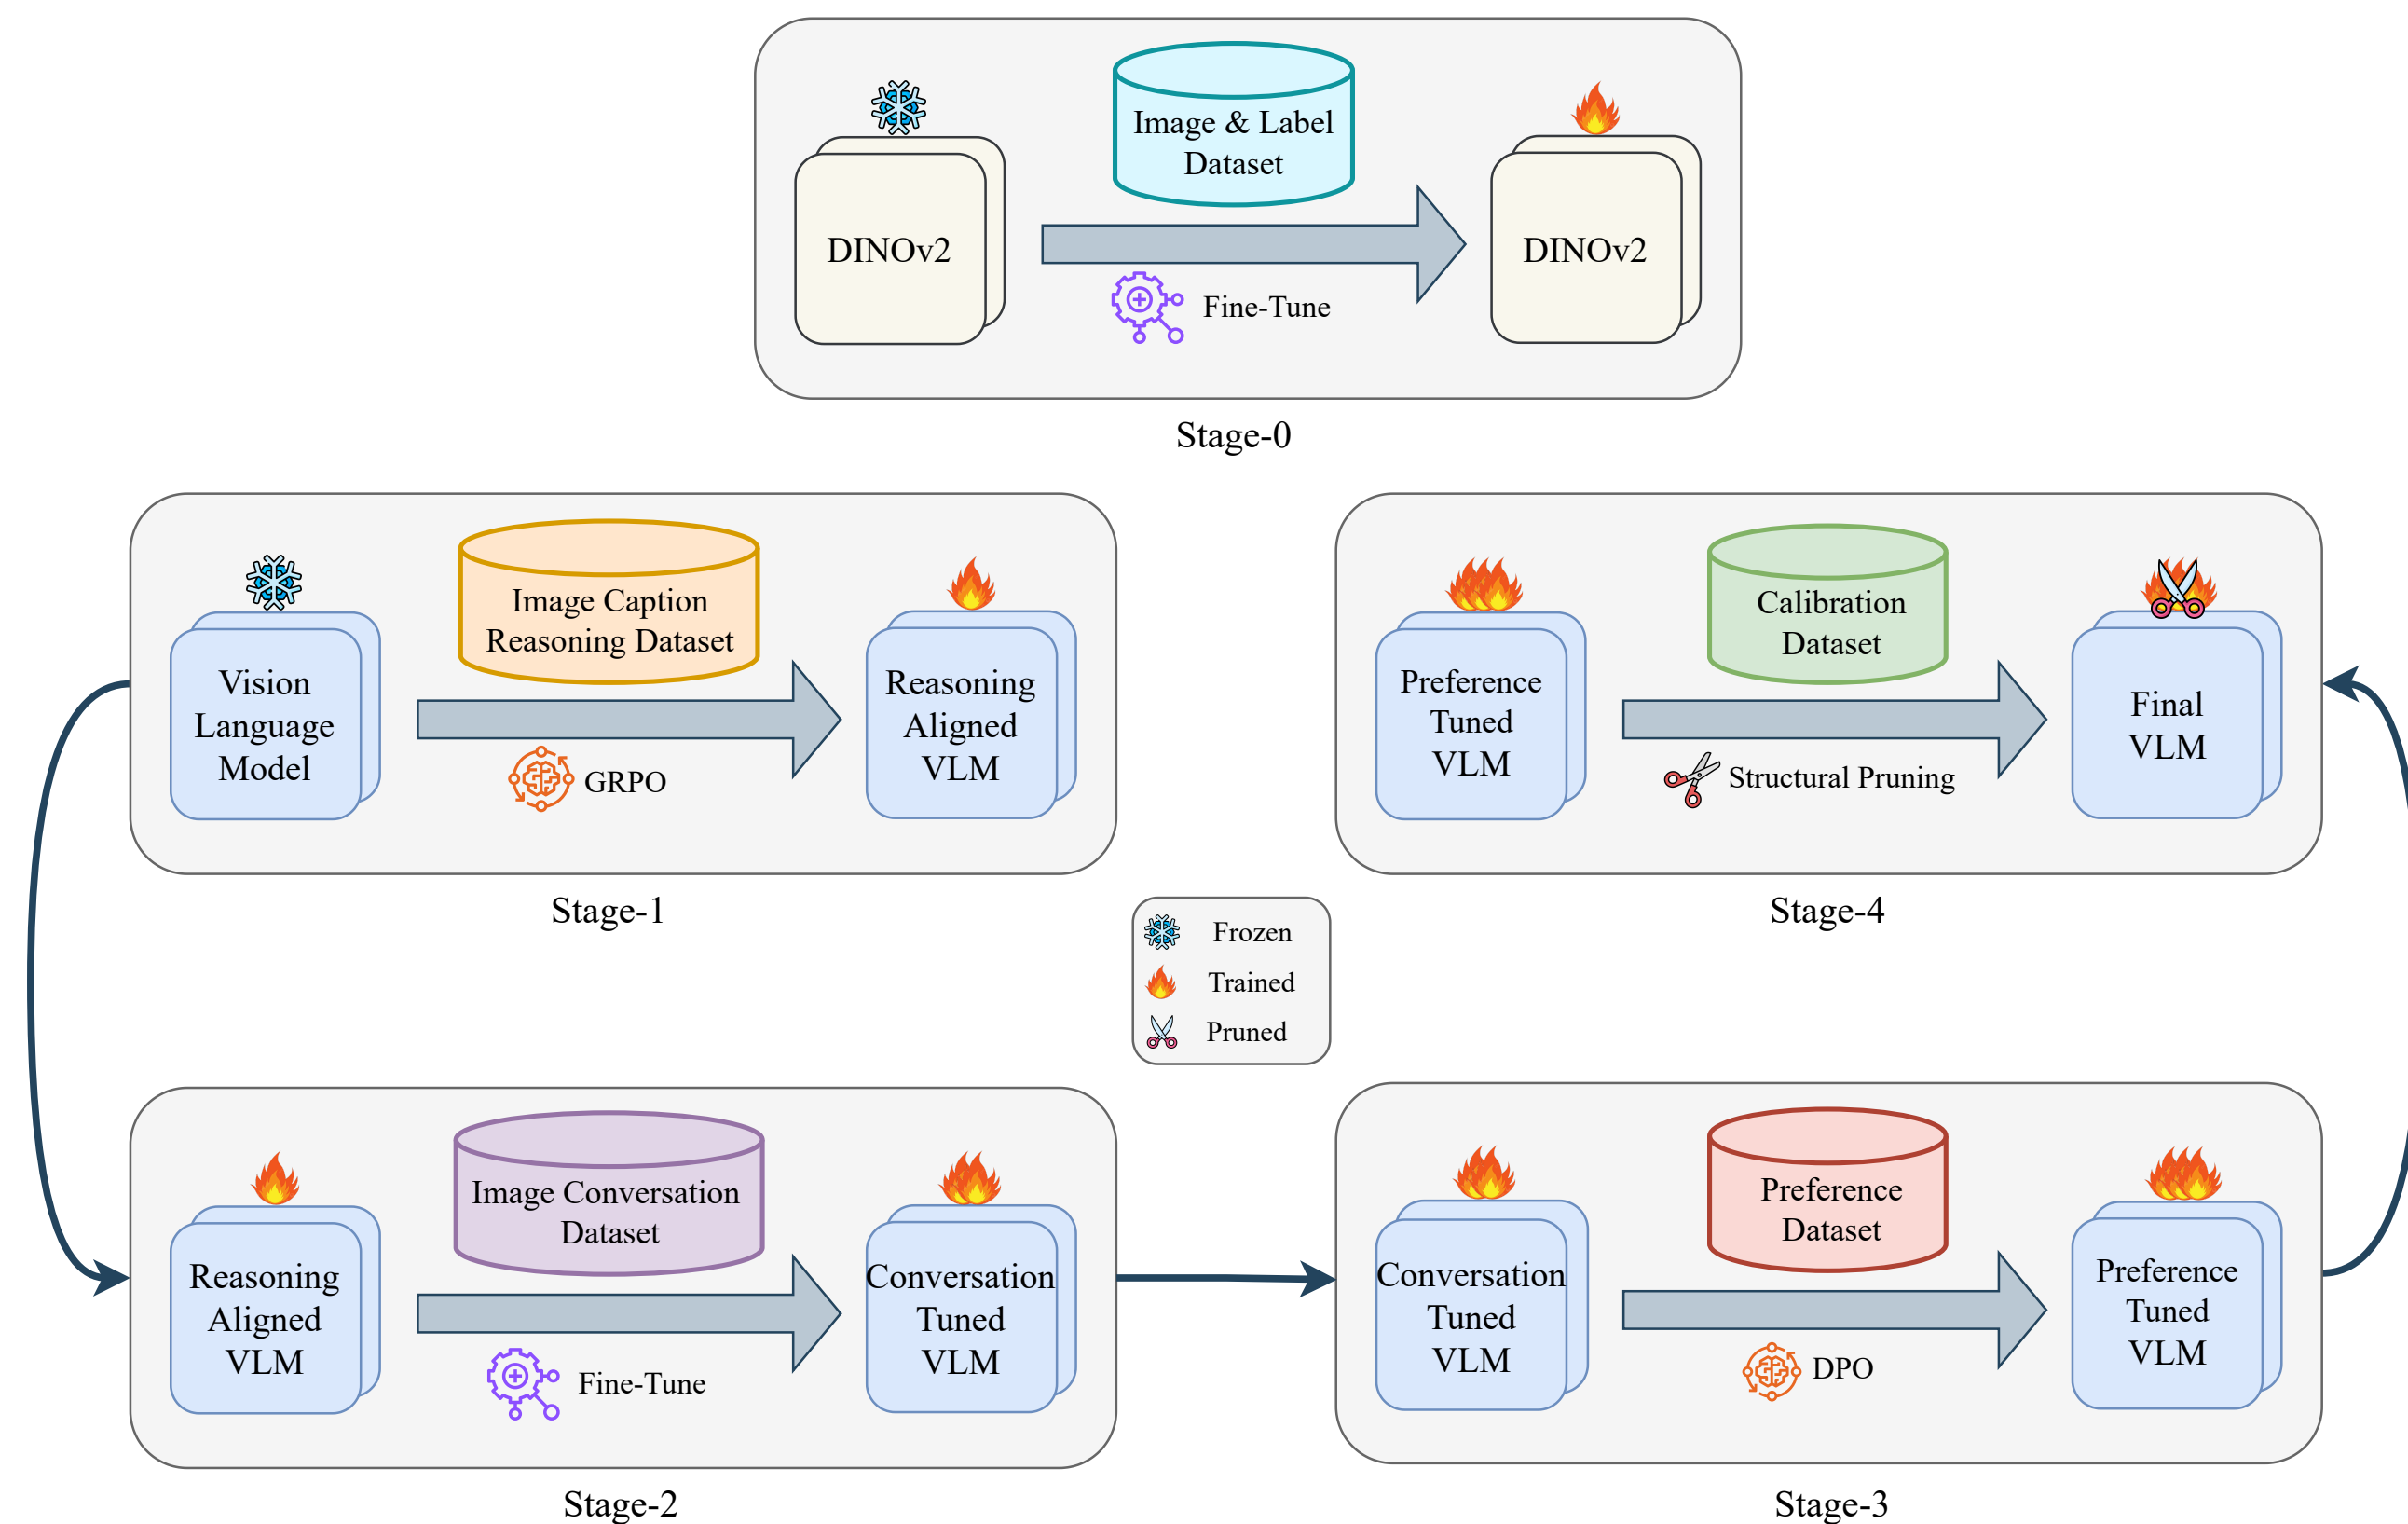 Image & Label
Dataset
DINOv2
Fine-Tune
DINOv2
Stage-0
Vision
Language
Model
Image Caption
Reasoning Dataset
GRPO
Reasoning
Aligned
VLM
Stage-1
Preference
Tuned
VLM
Calibration
Dataset
Structural Pruning
Final
VLM
Stage-4
Frozen
Trained
Pruned
Reasoning
Aligned
VLM
Image Conversation
Dataset
Fine-Tune
Conversation
Tuned
VLM
Stage-2
Conversation
Tuned
VLM
Preference
Dataset
DPO
Preference
Tuned
VLM
Stage-3